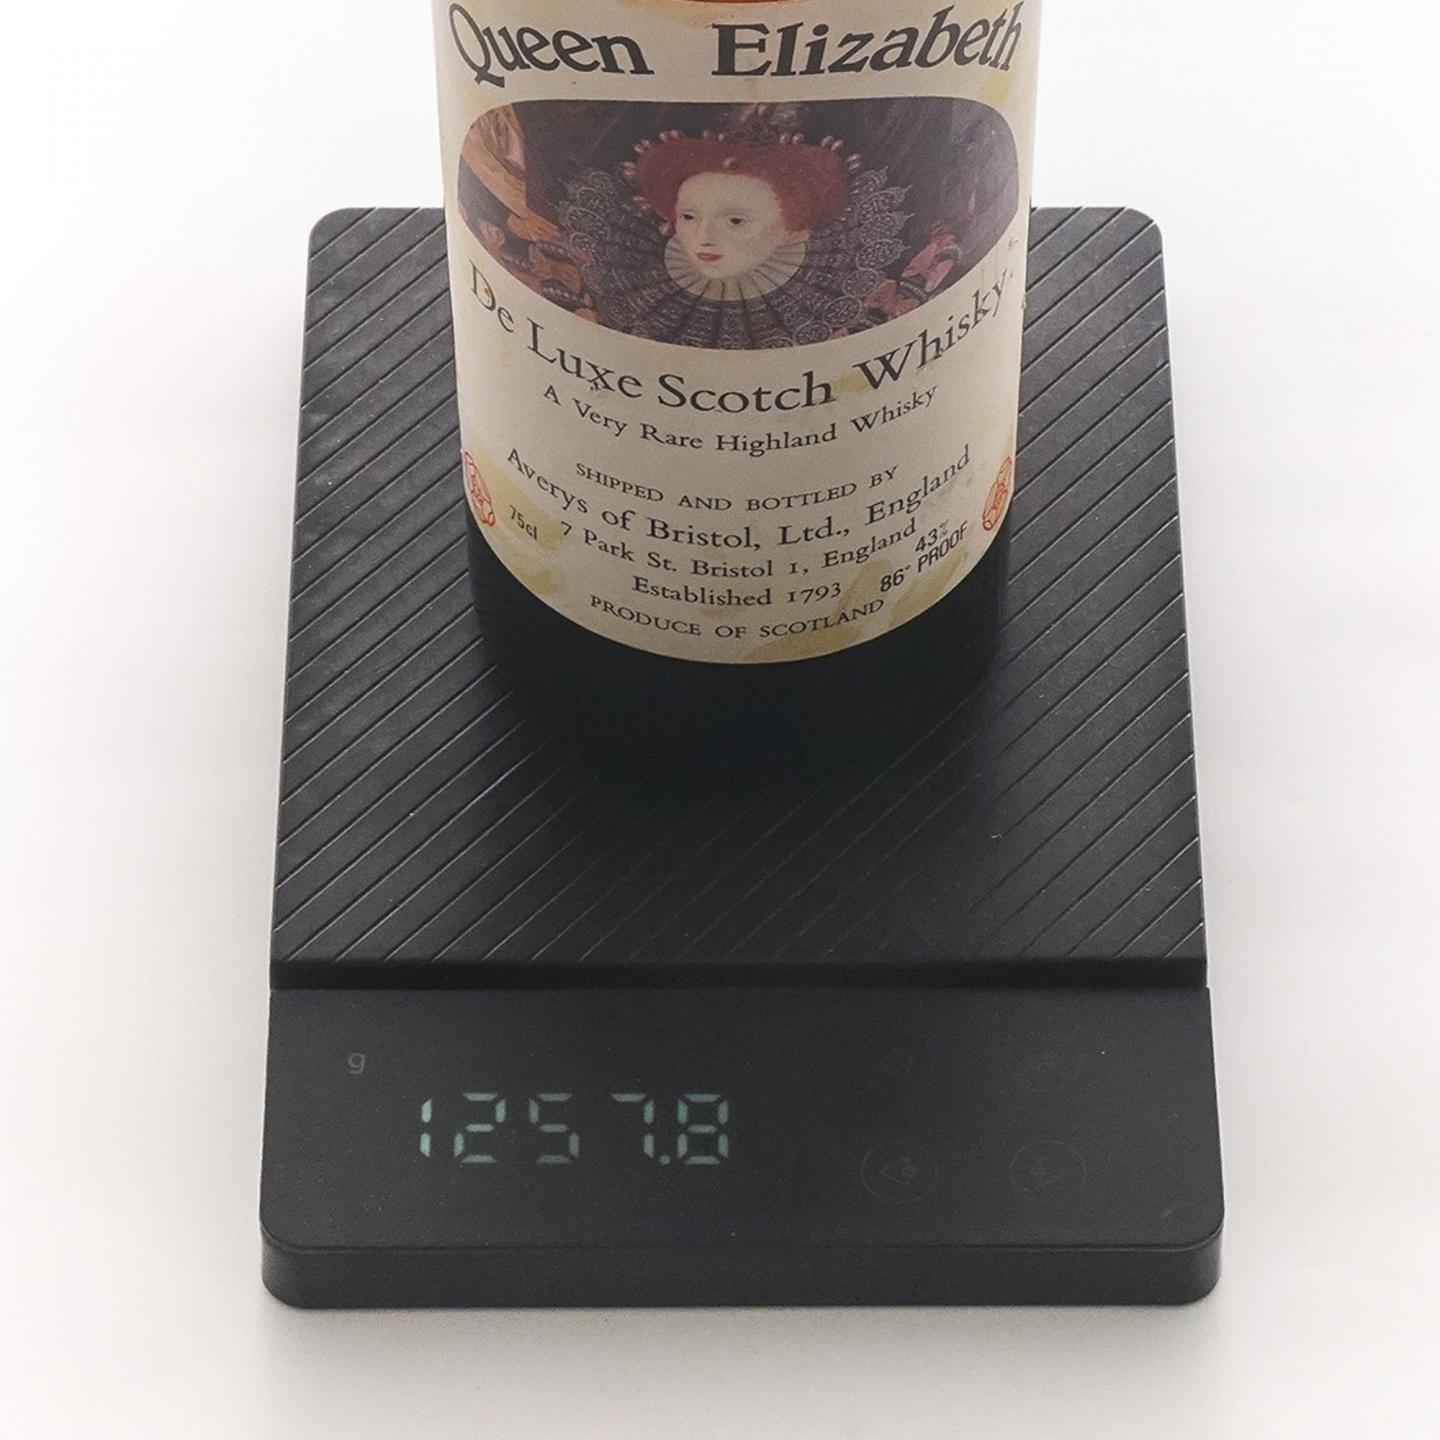 Queen Elizabeth
De Luxe Scotch Whisky.
A Very Rare Highland Whisky
SHIPPED AND BOTTLED BY
Averys of Bristol, Ltd., England
7 Park St. Bristol 1, England
75cl
43%
86° PROOF
Established 1793
PRODUCE OF SCOTLAND
g
1257.8